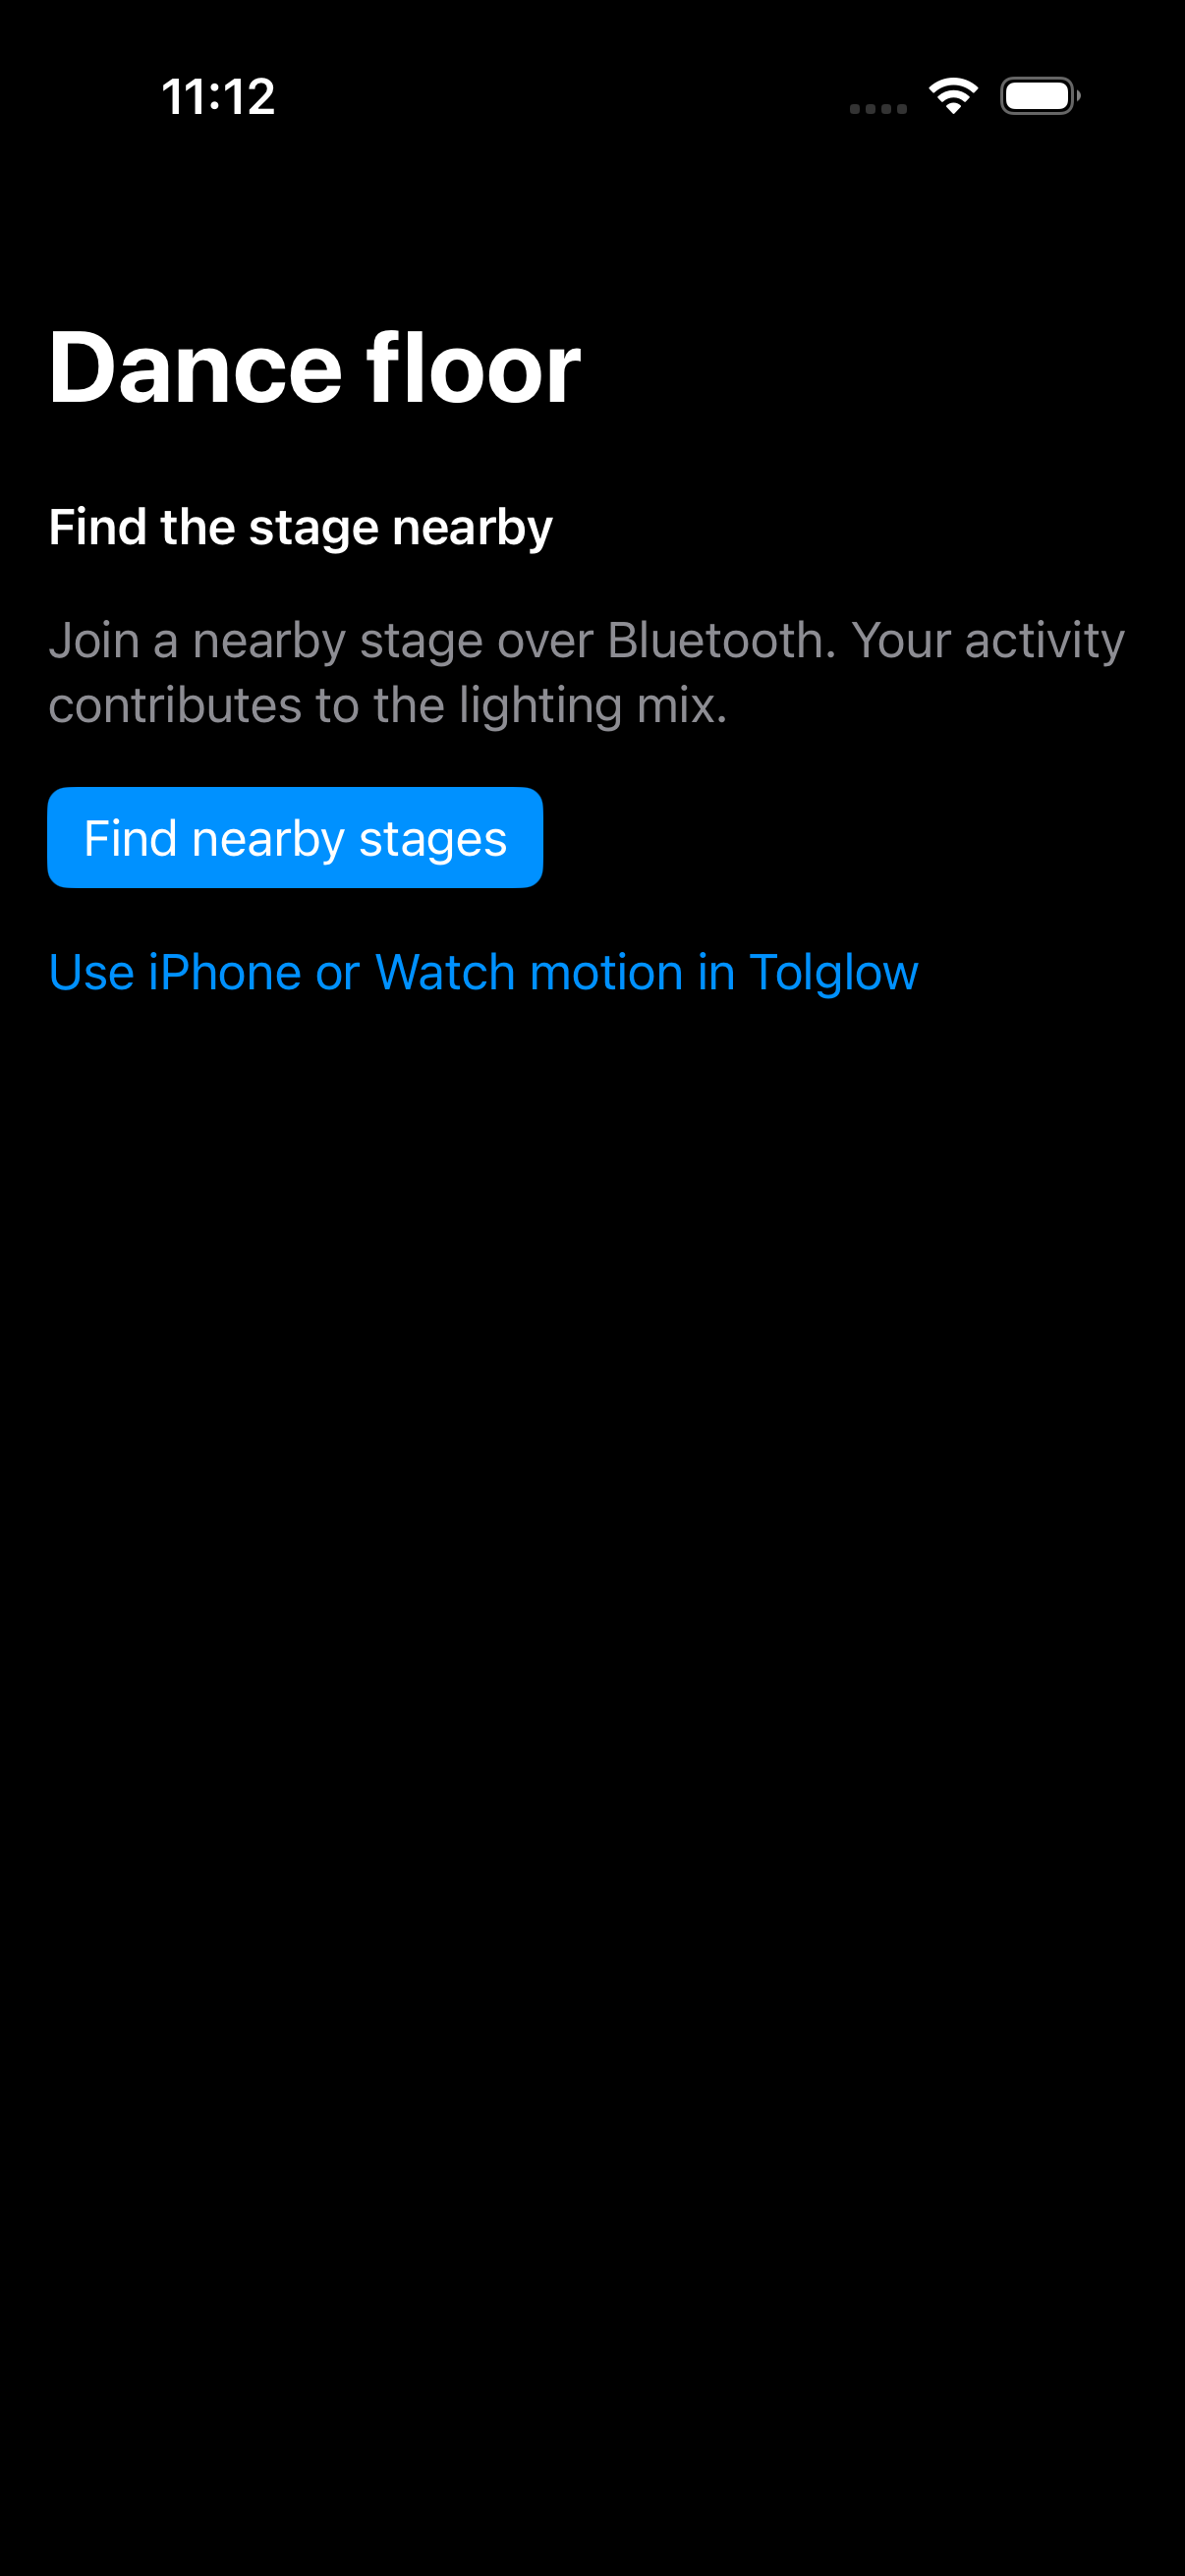 11:12
Dance floor
Find the stage nearby
Join a nearby stage over Bluetooth. Your activity
contributes to the lighting mix.
Find nearby stages
Use iPhone or Watch motion in Tolglow